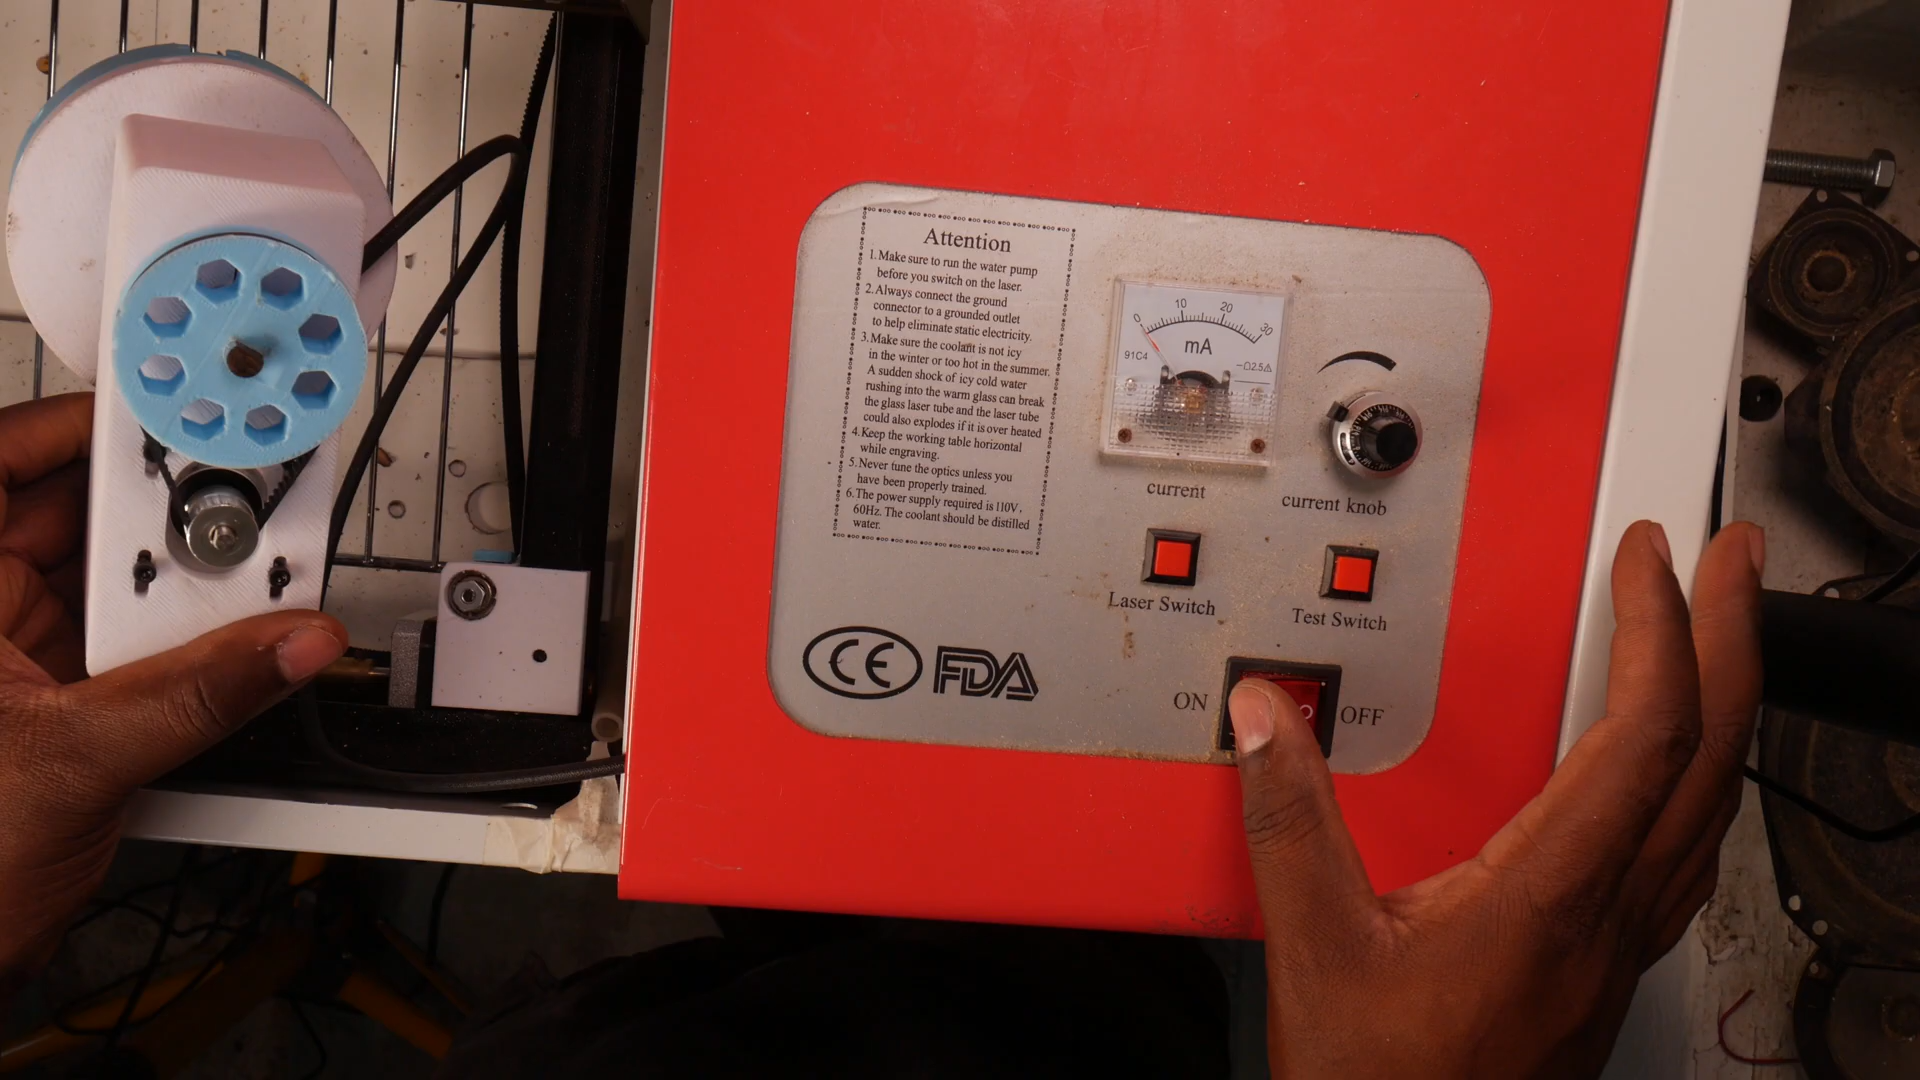 Attention
1.Make sure to run the water pump
before you switch on the laser.
2.Always connect the ground
connector to a grounded outlet
to help eliminate static electricity.
3.Make sure the coolant is not icy
in the winter or too hot in the summer.
A sudden shock of icy cold water
rushing into the warm glass can break
the glass laser tube and the laser tube
could also explodes if it is over heated
4.Keep the working table horizontal
while engraving.
5.Never tune the optics unless you
have been properly trained.
6.The power supply required is 110V,
60Hz. The coolant should be distilled
water.
0 10 20 30
mA
91C4
2.5
current
current knob
Laser Switch
Test Switch
CE FDA
ON
OFF